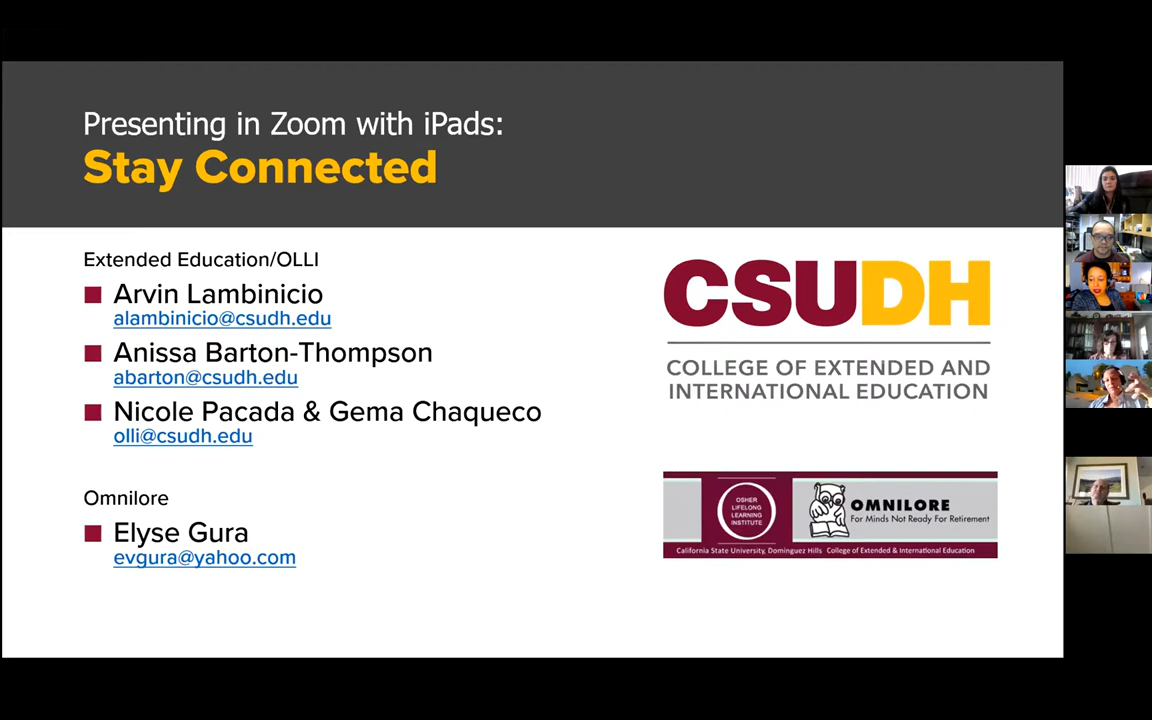 Presenting in Zoom with iPads:
Stay Connected
Extended Education/OLLI
Arvin Lambinicio
alambinicio@csudh.edu
Anissa Barton-Thompson
abarton@csudh.edu
Nicole Pacada & Gema Chaqueco
olli@csudh.edu
Omnilore
Elyse Gura
evgura@yahoo.com
CSUDH
COLLEGE OF EXTENDED AND
INTERNATIONAL EDUCATION
OSHER
LIFELONG
LEARNING
INSTITUTE
OMNILORE
For Minds Not Ready For Retirement
California State University, Dominguez Hills College of Extended & International Education